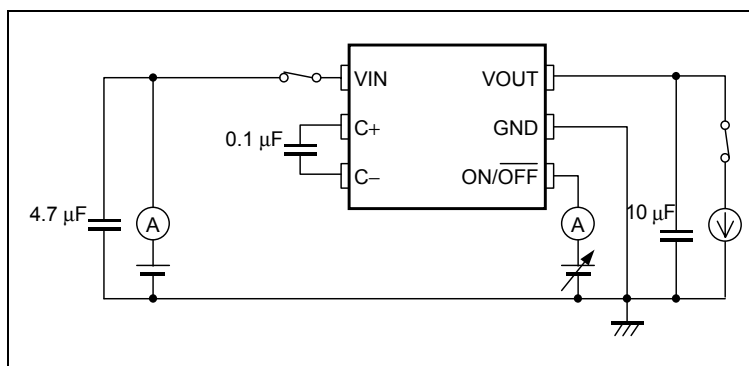 VIN VOUT
C+ GND
0.1 µF
C− ON/OFF
4.7 µF A A 10 µF